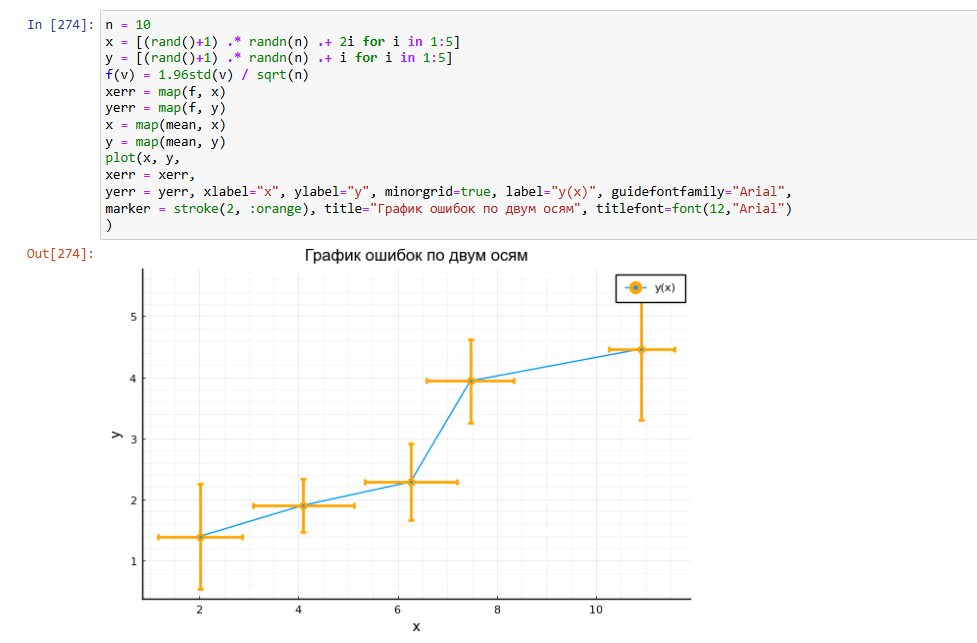 In [274]: n = 10
x = [(rand()+1) .* randn(n) .+ 2i for i in 1:5]
y = [(rand()+1) .* randn(n) .+ i for i in 1:5]
f(v) = 1.96std(v) / sqrt(n)
xerr = map(f, x)
yerr = map(f, y)
x = map(mean, x)
y = map(mean, y)
plot(x, y,
xerr = xerr,
yerr = yerr, xlabel="x", ylabel="y", minorgrid=true, label="y(x)", guidefontfamily="Arial",
marker = stroke(2, :orange), title="График ошибок по двум осям", titlefont=font(12,"Arial")
)
Out[274]:
График ошибок по двум осям
y(x)
5
4
y
3
2
1
2 4 6 8 10
x